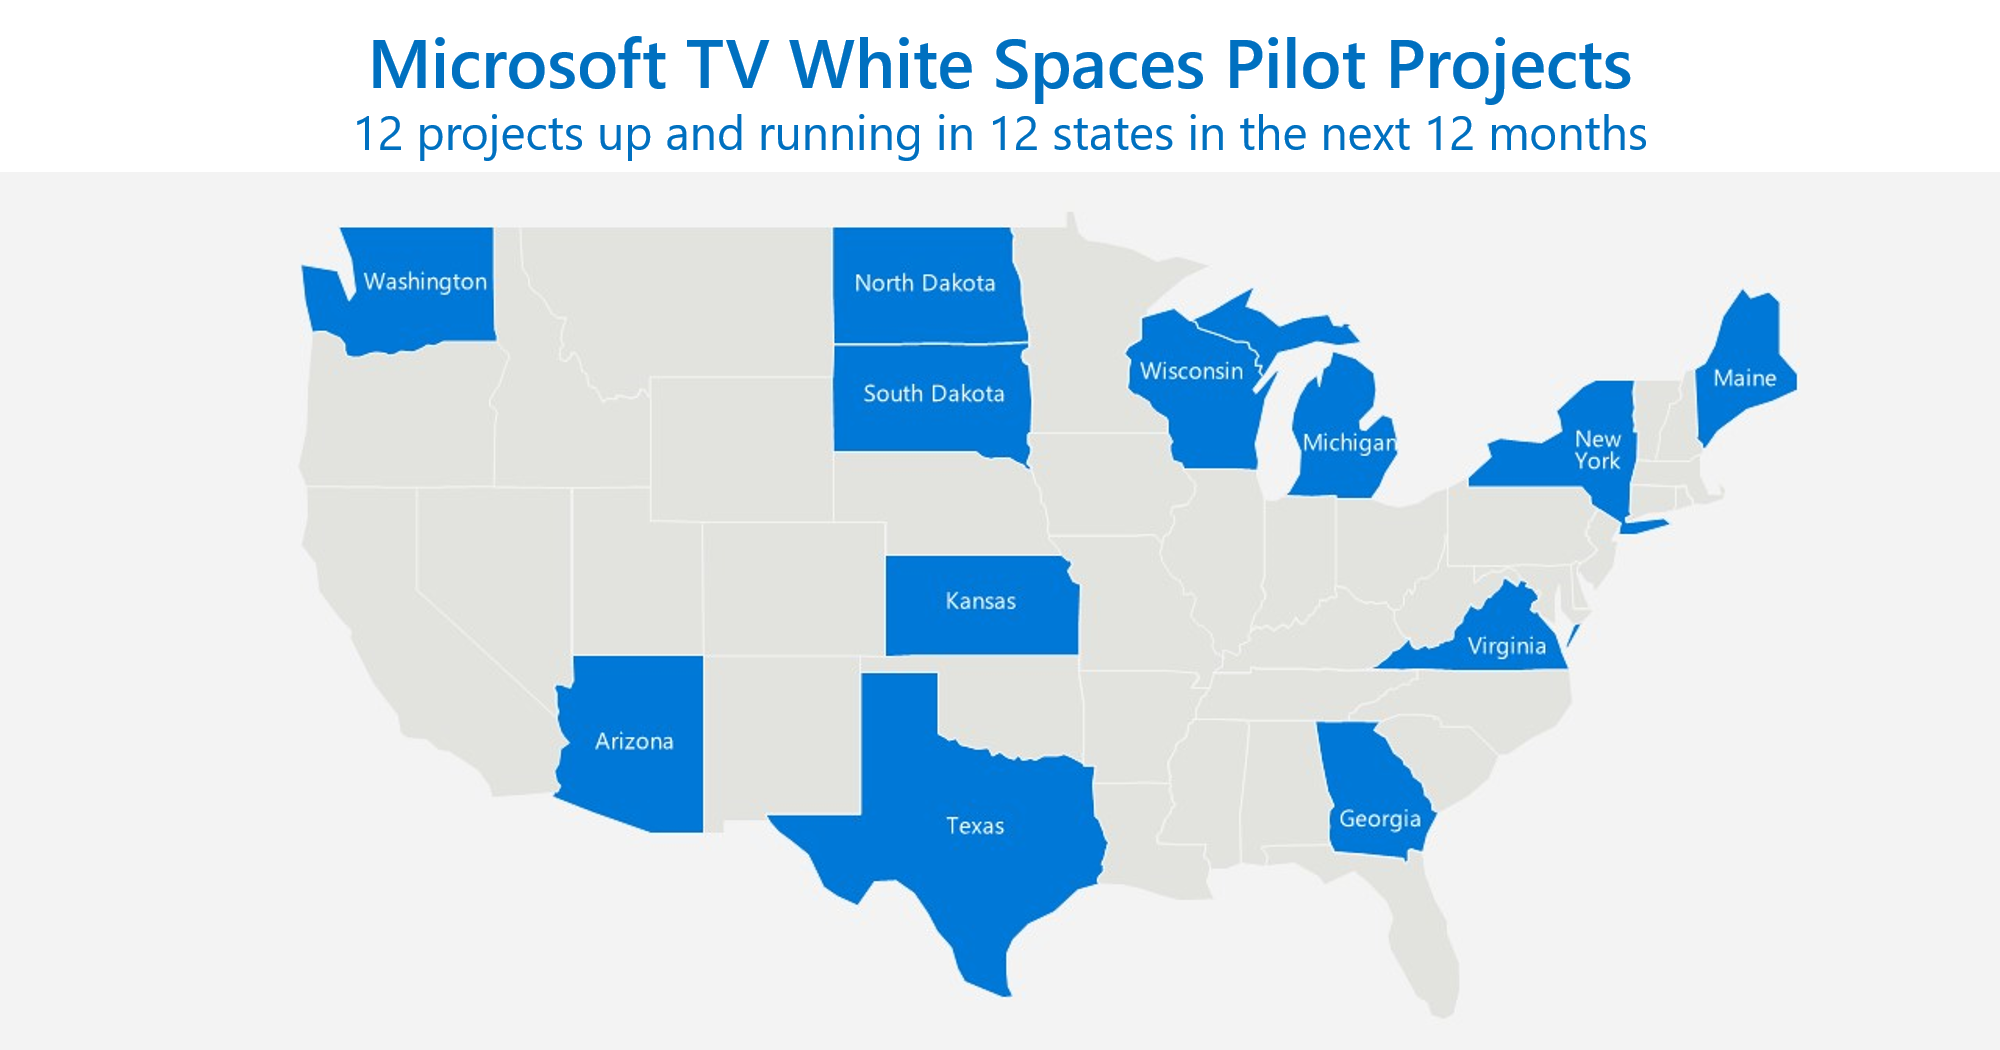 Microsoft TV White Spaces Pilot Projects
12 projects up and running in 12 states in the next 12 months
Washington
North Dakota
South Dakota
Wisconsin
Michigan
Maine
New
York
Kansas
Virginia
Arizona
Texas
Georgia